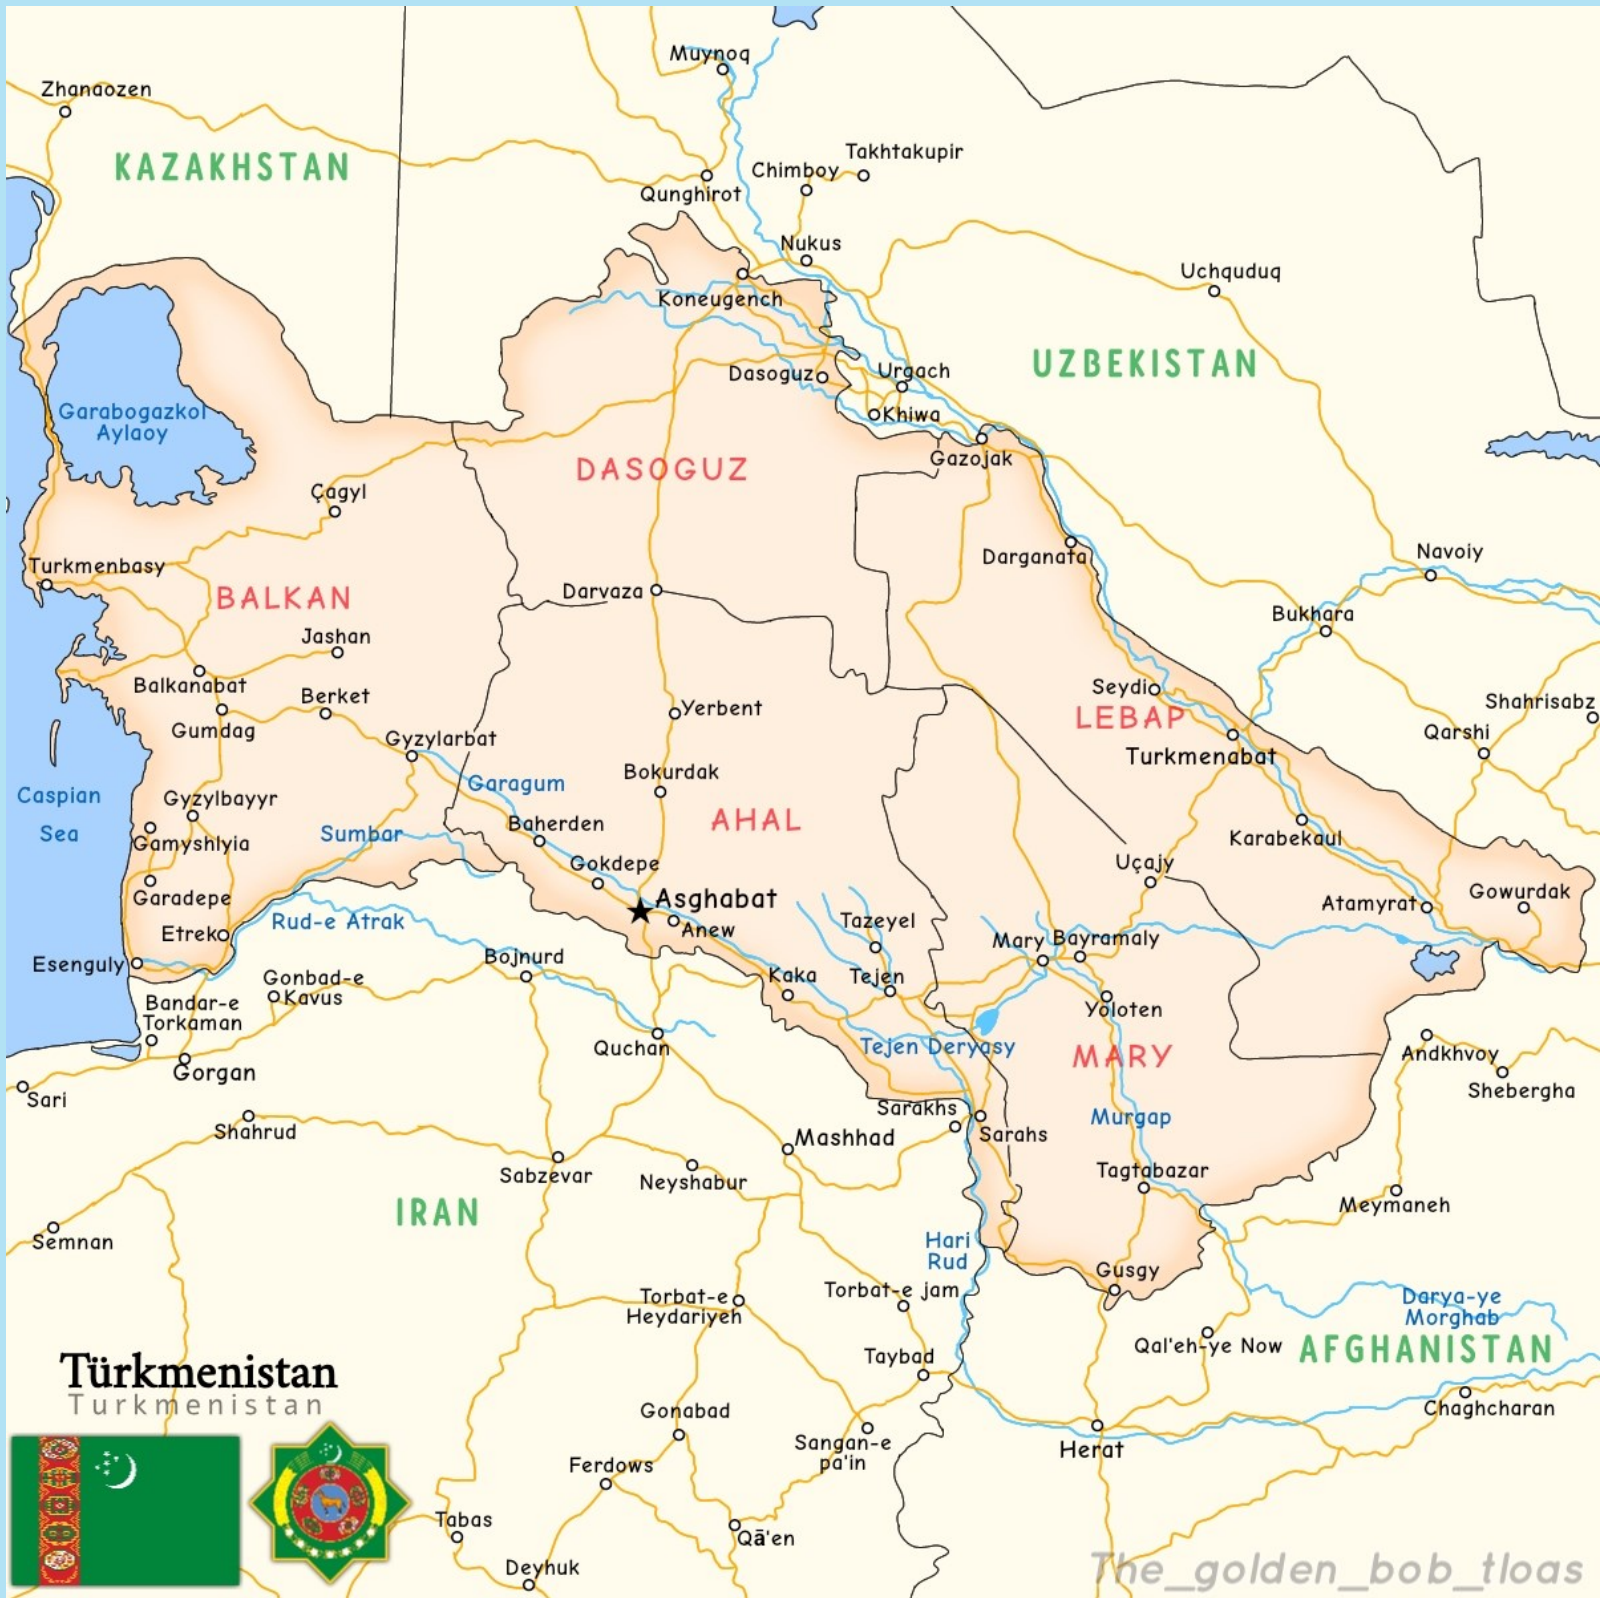 Muynoq
Zhanaozen
KAZAKHSTAN
Takhtakupir
Chimboy
Qunghirot
Nukus
Uchquduq
Koneugench
UZBEKISTAN
Dasoguz
Urgach
Khiwa
Garabogazkol
Aylaoy
Gazojak
DASOGUZ
Çagyl
Darganata
Navoiy
Turkmenbasy
BALKAN
Darvaza
Bukhara
Jashan
Balkanabat
Berket
Seydi
Shahrisabz
Gumdag
Yerbent
LEBAP
Qarshi
Gyzylarbat
Turkmenabat
Garagum
Bokurdak
Caspian
Sea
Gyzylbayyr
AHAL
Baherden
Sumbar
Karabekaul
Gamyshlyia
Gokdepe
Uçajy
Garadepe
Asghabat
Gowurdak
Atamyrat
Rud-e Atrak
Tazeyel
Etrek
Anew
Mary
Bayramaly
Esenguly
Bojnurd
Gonbad-e
Kavus
Kaka
Tejen
Bandar-e
Torkaman
Yoloten
Quchan
Tejen Deryasy
MARY
Andkhvoy
Gorgan
Shebergha
Sari
Sarakhs
Murgap
Shahrud
Mashhad
Sarahs
Sabzevar
Neyshabur
Tagtabazar
IRAN
Meymaneh
Semnan
Hari
Rud
Gusgy
Torbat-e
Heydariyeh
Torbat-e jam
Darya-ye
Morghab
Qal'eh-ye Now
AFGHANISTAN
Taybad
Türkmenistan
Turkmenistan
Gonabad
Chaghcharan
Sangan-e
pa'in
Herat
Ferdows
Tabas
Qā'en
Deyhuk
The_golden_bob_tloas